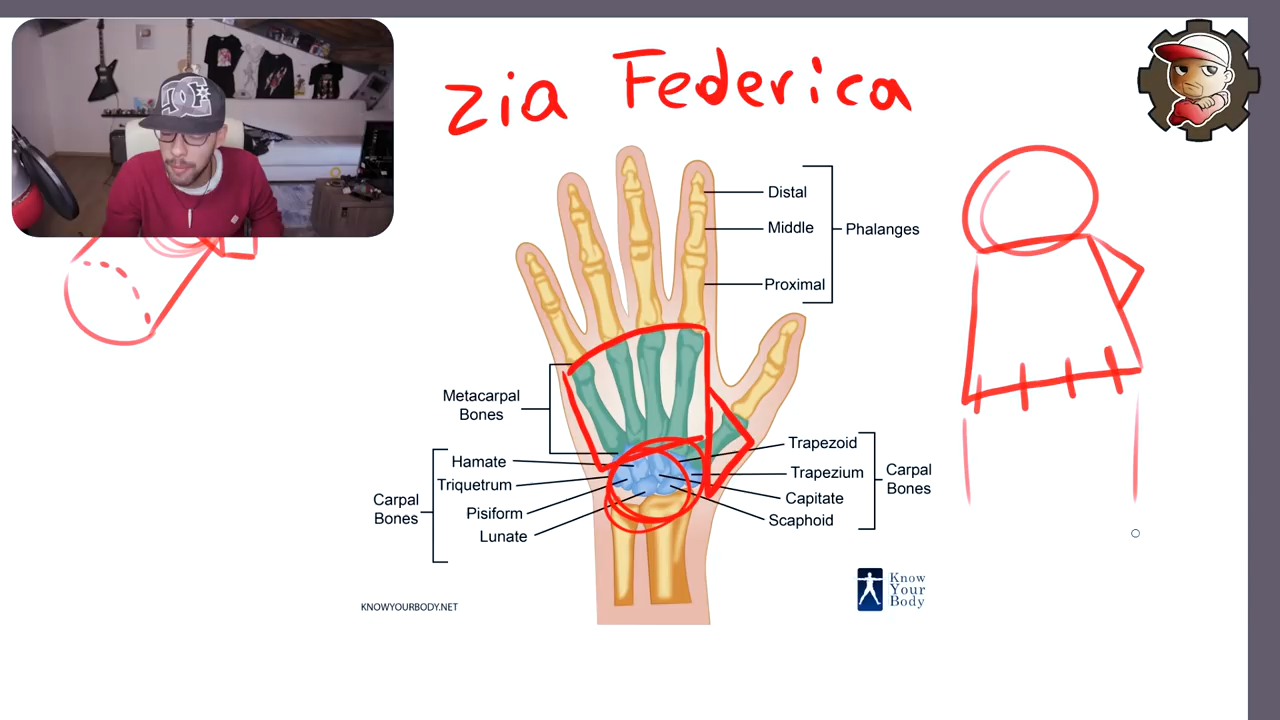 zia Federica
Distal
Middle
Phalanges
Proximal
Metacarpal
Bones
Hamate
Triquetrum
Pisiform
Lunate
Carpal
Bones
Trapezoid
Trapezium
Capitate
Scaphoid
Carpal
Bones
KNOWYOURBODY.NET
Know
Your
Body